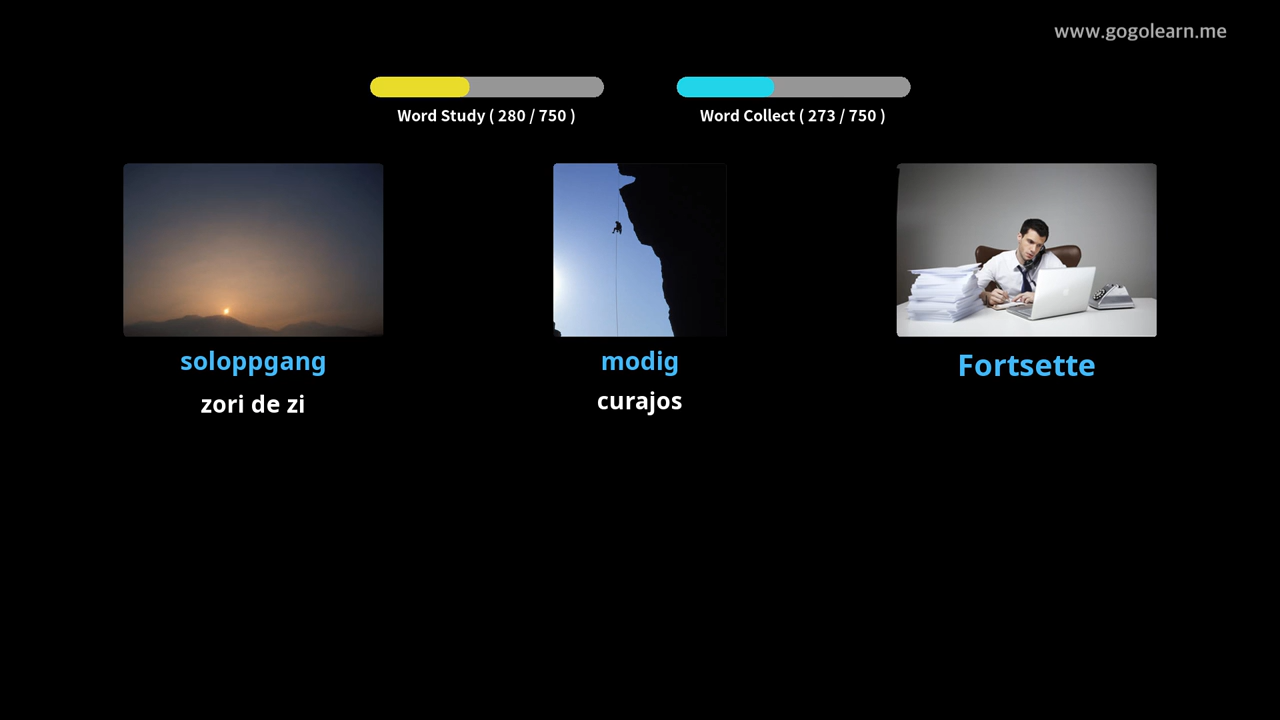 www.gogolearn.me
Word Study ( 280 / 750 )
Word Collect ( 273 / 750 )
soloppgang
modig
Fortsette
zori de zi
curajos